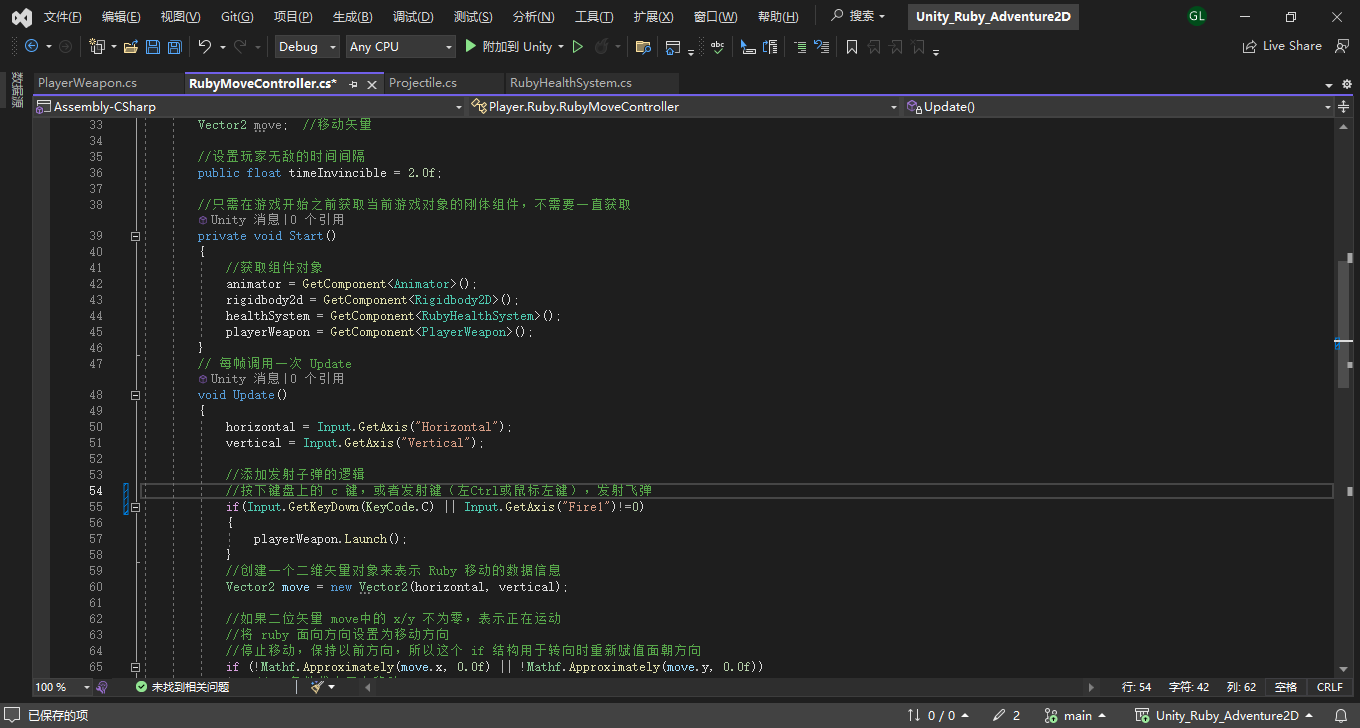 文件(F) 编辑(E) 视图(V) Git(G) 项目(P) 生成(B) 调试(D) 测试(S) 分析(N) 工具(T) 扩展(X) 窗口(W) 帮助(H) 搜索 Unity_Ruby_Adventure2D GL
Debug Any CPU 附加到 Unity Live Share
数据源
PlayerWeapon.cs RubyMoveController.cs* Projectile.cs RubyHealthSystem.cs
Assembly-CSharp Player.Ruby.RubyMoveController Update()
33 Vector2 move; //移动矢量
34
35 //设置玩家无敌的时间间隔
36 public float timeInvincible = 2.0f;
37
38 //只需在游戏开始之前获取当前游戏对象的刚体组件，不需要一直获取
Unity 消息|0 个引用
39 private void Start()
40 {
41 //获取组件对象
42 animator = GetComponent<Animator>();
43 rigidbody2d = GetComponent<Rigidbody2D>();
44 healthSystem = GetComponent<RubyHealthSystem>();
45 playerWeapon = GetComponent<PlayerWeapon>();
46 }
47 // 每帧调用一次 Update
Unity 消息|0 个引用
48 void Update()
49 {
50 horizontal = Input.GetAxis("Horizontal");
51 vertical = Input.GetAxis("Vertical");
52
53 //添加发射子弹的逻辑
54 //按下键盘上的 c 键，或者发射键（左Ctrl或鼠标左键），发射飞弹
55 if(Input.GetKeyDown(KeyCode.C) || Input.GetAxis("Fire1")!=0)
56 {
57 playerWeapon.Launch();
58 }
59 //创建一个二维矢量对象来表示 Ruby 移动的数据信息
60 Vector2 move = new Vector2(horizontal, vertical);
61
62 //如果二位矢量 move中的 x/y 不为零，表示正在运动
63 //将 ruby 面向方向设置为移动方向
64 //停止移动，保持以前方向，所以这个 if 结构用于转向时重新赋值面朝方向
65 if (!Mathf.Approximately(move.x, 0.0f) || !Mathf.Approximately(move.y, 0.0f))
100 % 未找到相关问题 行: 54 字符: 42 列: 62 空格 CRLF
已保存的项 0 / 0 2 main Unity_Ruby_Adventure2D